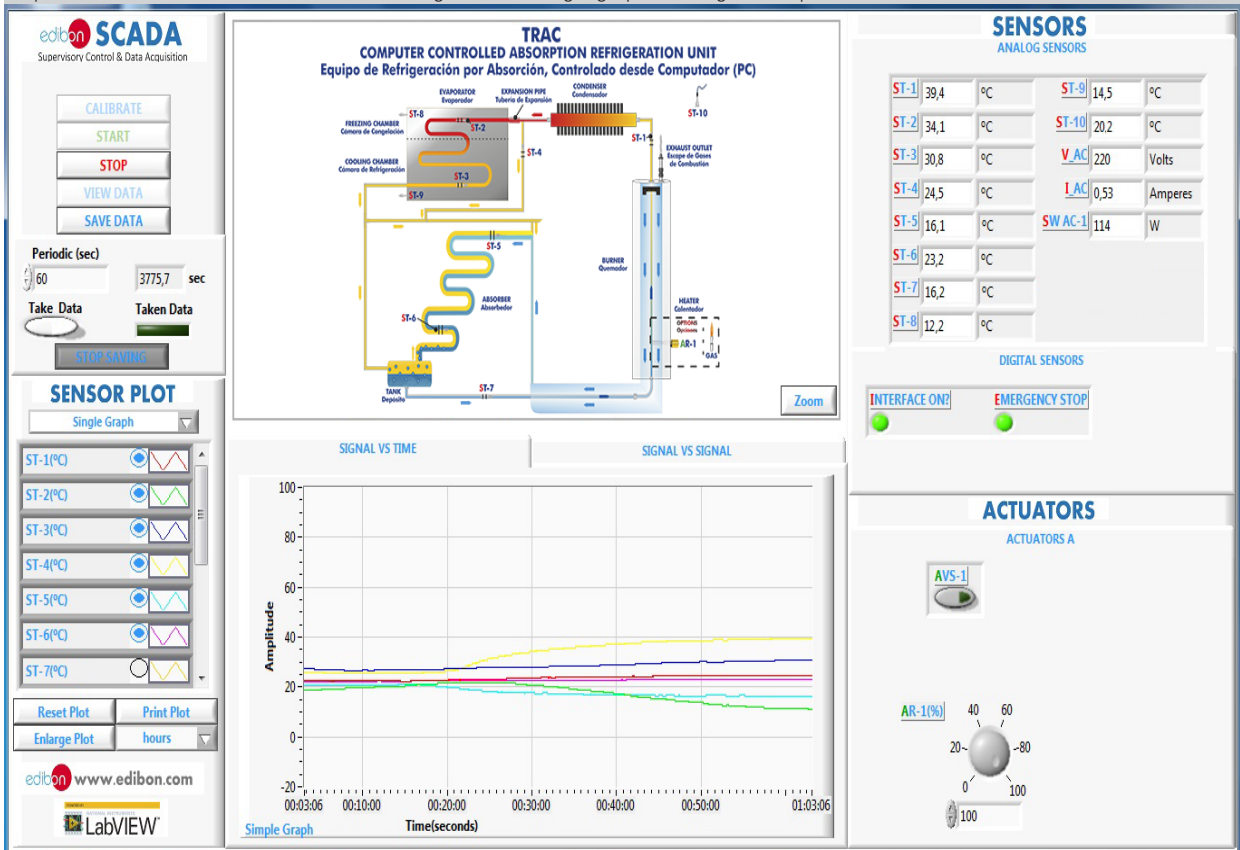 edibon SCADA
Supervisory Control & Data Acquisition
CALIBRATE
START
STOP
VIEW DATA
SAVE DATA
Periodic (sec)
60
3775,7 sec
Take Data
Taken Data
STOP SAVING
SENSOR PLOT
Single Graph
ST-1(ºC)
ST-2(ºC)
ST-3(ºC)
ST-4(ºC)
ST-5(ºC)
ST-6(ºC)
ST-7(ºC)
Reset Plot
Print Plot
Enlarge Plot
hours
edibon www.edibon.com
LabVIEW
TRAC
COMPUTER CONTROLLED ABSORPTION REFRIGERATION UNIT
Equipo de Refrigeración por Absorción, Controlado desde Computador (PC)
EVAPORATOR
Evaporador
EXPANSION PIPE
Tubería de Expansión
CONDENSER
Condensador
ST-8
ST-2
ST-10
FREEZING CHAMBER
Cámara de Congelación
ST-1
ST-4
EXHAUST OUTLET
Escape de Gases
de Combustión
COOLING CHAMBER
Cámara de Refrigeración
ST-3
ST-9
ST-5
BURNER
Quemador
ABSORBER
Absorbedor
HEATER
Calentador
ST-6
OPTIONS
Opciones
AR-1
GAS
TANK
Depósito
ST-7
Zoom
SIGNAL VS TIME
SIGNAL VS SIGNAL
Amplitude
100
80
60
40
20
0
-20
00:03:06 00:10:00 00:20:00 00:30:00 00:40:00 00:50:00 01:03:06
Time(seconds)
Simple Graph
SENSORS
ANALOG SENSORS
ST-1 39,4 ºC
ST-9 14,5 ºC
ST-2 34,1 ºC
ST-10 20,2 ºC
ST-3 30,8 ºC
V_AC 220 Volts
ST-4 24,5 ºC
I_AC 0,53 Amperes
ST-5 16,1 ºC
SW AC-1 114 W
ST-6 23,2 ºC
ST-7 16,2 ºC
ST-8 12,2 ºC
DIGITAL SENSORS
INTERFACE ON?
EMERGENCY STOP
ACTUATORS
ACTUATORS A
AVS-1
AR-1(%)
40 60
20 80
0 100
100